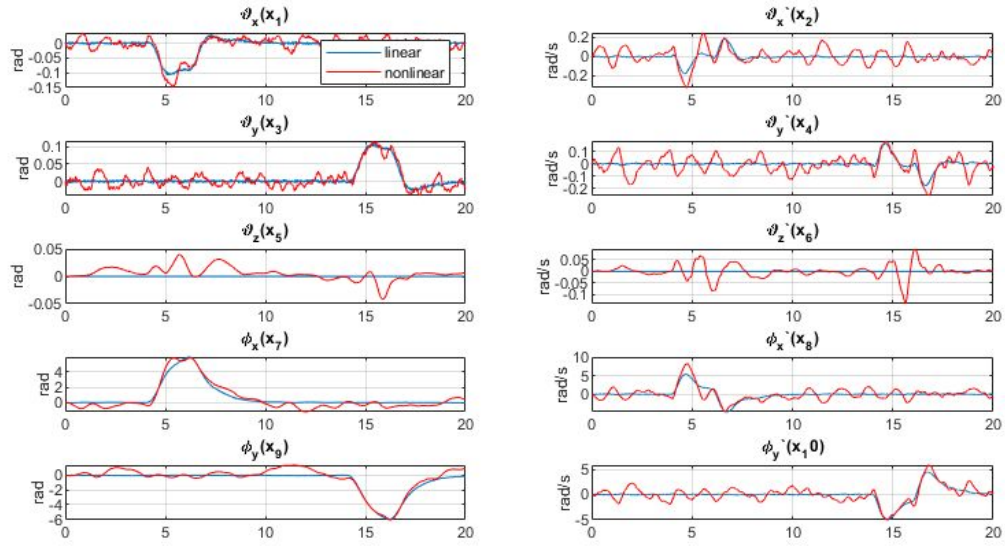 ϑx(x1)
rad
0
-0.05
-0.1
-0.15
linear
nonlinear
0 5 10 15 20
ϑx`(x2)
rad/s
0.2
0
-0.2
0 5 10 15 20
ϑy(x3)
rad
0.1
0.05
0
0 5 10 15 20
ϑy`(x4)
rad/s
0.1
0
-0.1
-0.2
0 5 10 15 20
ϑz(x5)
0.05
0
-0.05
0 5 10 15 20
ϑz`(x6)
rad/s
0.05
0
-0.05
-0.1
0 5 10 15 20
ϕx(x7)
rad
4
2
0
0 5 10 15 20
ϕx`(x8)
rad/s
10
5
0
0 5 10 15 20
ϕy(x9)
rad
0
-2
-4
-6
0 5 10 15 20
ϕy`(x10)
rad/s
5
0
-5
0 5 10 15 20